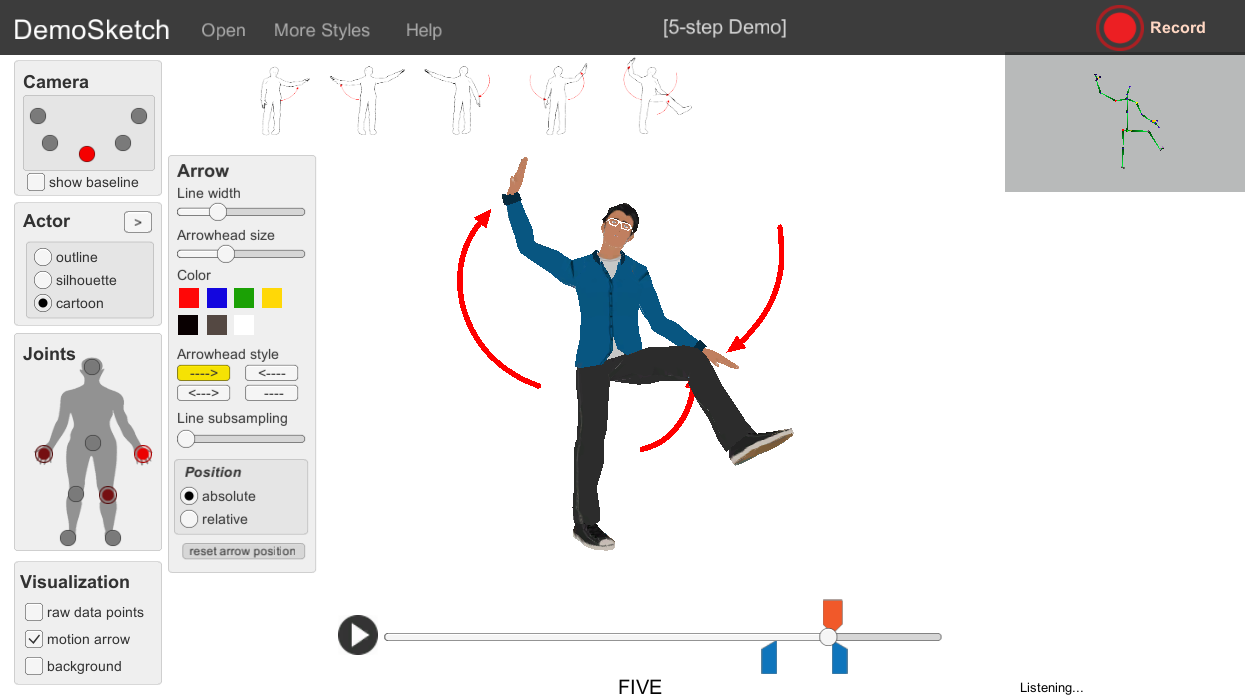 DemoSketch Open More Styles Help [5-step Demo] Record
Camera
show baseline
Actor >
outline
silhouette
cartoon
Joints
Visualization
raw data points
motion arrow
background
Arrow
Line width
Arrowhead size
Color
Arrowhead style
----> <----
<---> ----
Line subsampling
Position
absolute
relative
reset arrow position
FIVE
Listening...